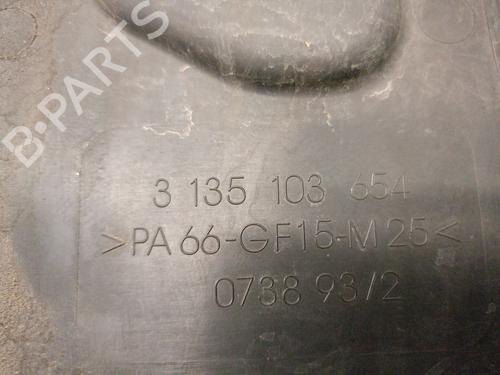 B-PARTS
3 135 103 654
>PA 66-GF15-M 25<
0738 93/2